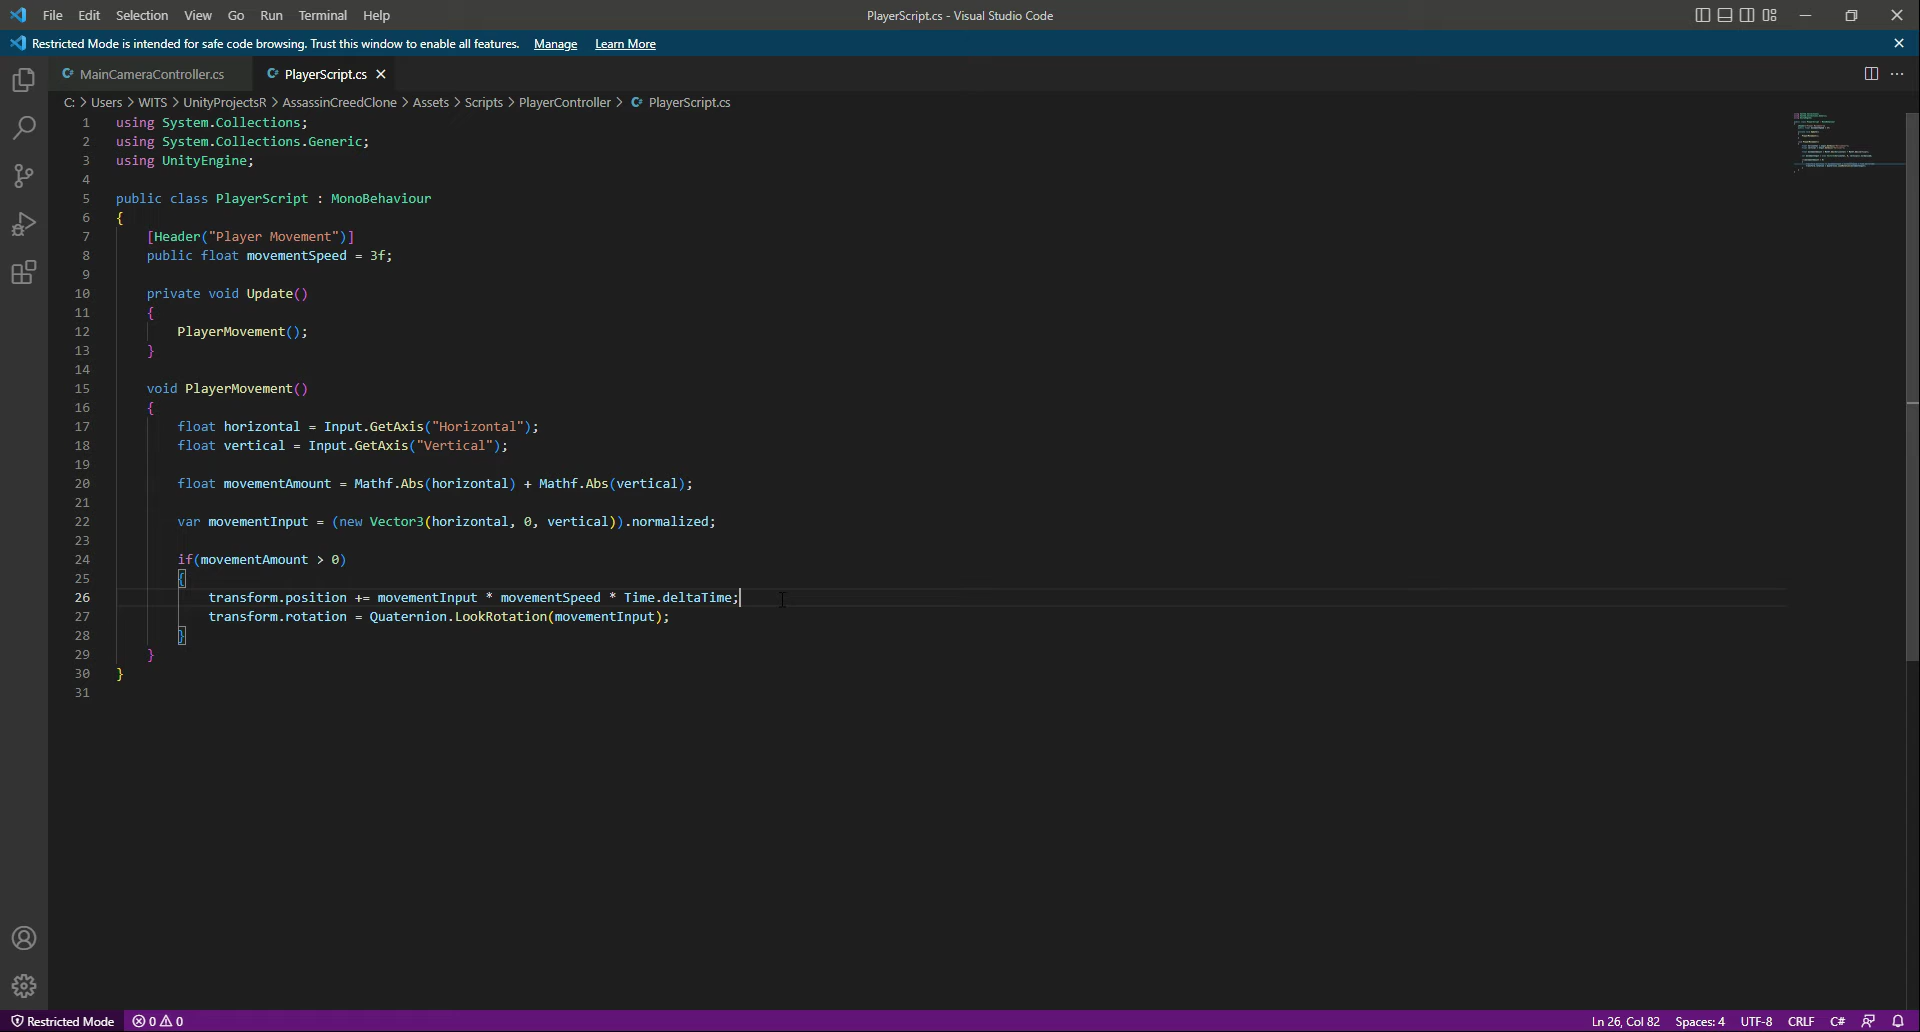 File Edit Selection View Go Run Terminal Help PlayerScript.cs - Visual Studio Code
Restricted Mode is intended for safe code browsing. Trust this window to enable all features. Manage Learn More
MainCameraController.cs PlayerScript.cs
C: > Users > WITS > UnityProjectsR > AssassinCreedClone > Assets > Scripts > PlayerController > PlayerScript.cs
1 using System.Collections;
2 using System.Collections.Generic;
3 using UnityEngine;
4
5 public class PlayerScript : MonoBehaviour
6 {
7 [Header("Player Movement")]
8 public float movementSpeed = 3f;
9
10 private void Update()
11 {
12 PlayerMovement();
13 }
14
15 void PlayerMovement()
16 {
17 float horizontal = Input.GetAxis("Horizontal");
18 float vertical = Input.GetAxis("Vertical");
19
20 float movementAmount = Mathf.Abs(horizontal) + Mathf.Abs(vertical);
21
22 var movementInput = (new Vector3(horizontal, 0, vertical)).normalized;
23
24 if(movementAmount > 0)
25 {
26 transform.position += movementInput * movementSpeed * Time.deltaTime;
27 transform.rotation = Quaternion.LookRotation(movementInput);
28 }
29 }
30 }
31
Restricted Mode 0 0 Ln 26, Col 82 Spaces: 4 UTF-8 CRLF C#